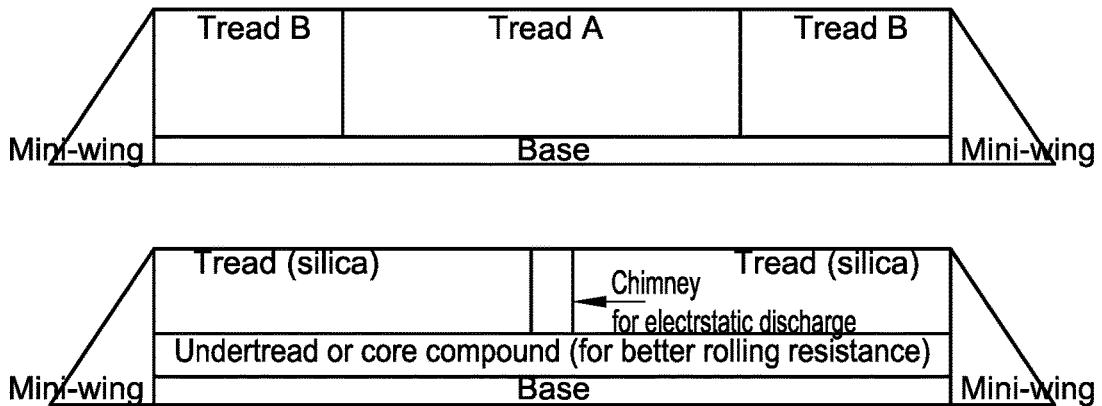 Tread B
Tread A
Tread B
Mini-wing
Base
Mini-wing
Tread (silica)
Tread (silica)
Chimney
for electrstatic discharge
Undertread or core compound (for better rolling resistance)
Mini-wing
Base
Mini-wing